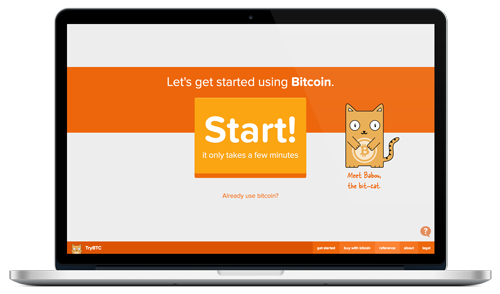 Let's get started using Bitcoin.
Start!
it only takes a few minutes
Meet Babou,
the bit-cat
Already use bitcoin?
?
TryBTC
get started
buy with bitcoin
reference
about
legal